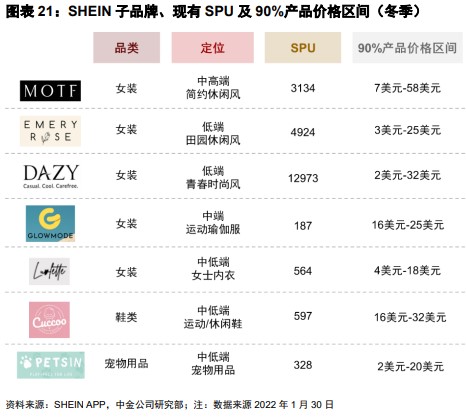 图表 21：SHEIN 子品牌、现有 SPU 及 90%产品价格区间（冬季）
品类 定位 SPU 90%产品价格区间
MOTF 女装 中高端 简约休闲风 3134 7美元-58美元
EMERY ROSE 女装 低端 田园休闲风 4924 3美元-25美元
DAZY Casual. Cool. Carefree. 女装 低端 青春时尚风 12973 2美元-32美元
GLOWMODE 女装 中端 运动瑜伽服 187 16美元-25美元
Luvlette 女装 中低端 女士内衣 564 4美元-18美元
Cuccoo 鞋类 中低端 运动/休闲鞋 597 16美元-32美元
PETSIN 宠物用品 中低端 宠物用品 328 2美元-20美元
资料来源：SHEIN APP，中金公司研究部；注：数据来源 2022 年 1 月 30 日